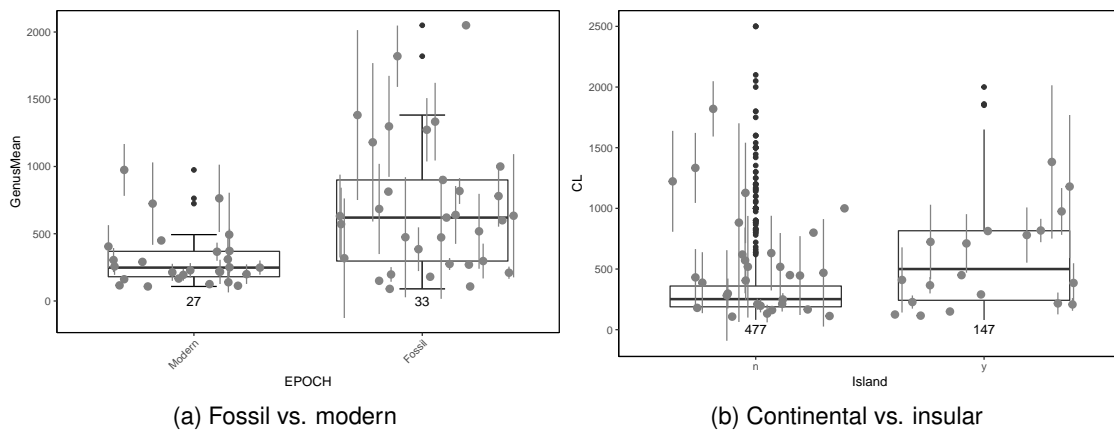 2000
1500
1000
500
0
GenusMean
27
33
Modern
Fossil
EPOCH
(a) Fossil vs. modern
2500
2000
1500
1000
500
0
CL
477
147
n
y
Island
(b) Continental vs. insular